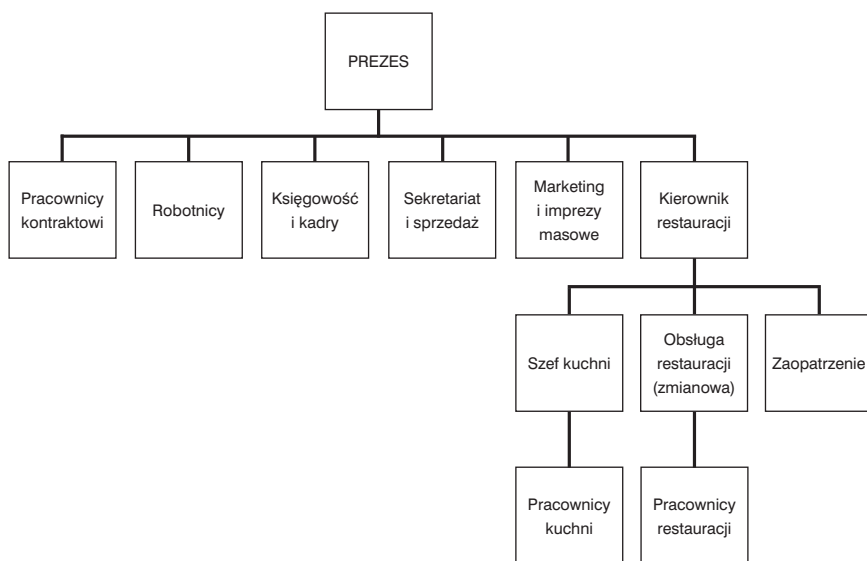 PREZES
Pracownicy
kontraktowi
Robotnicy
Księgowość
i kadry
Sekretariat
i sprzedaż
Marketing
i imprezy
masowe
Kierownik
restauracji
Szef kuchni
Obsługa
restauracji
(zmianowa)
Zaopatrzenie
Pracownicy
kuchni
Pracownicy
restauracji